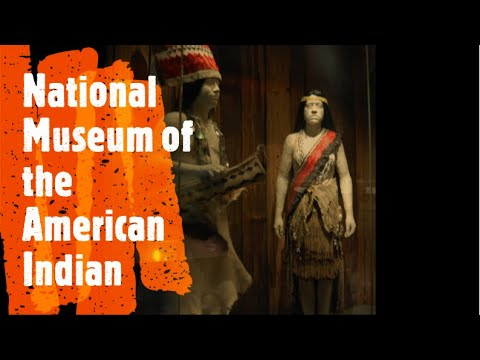 National
Museum of
the
American
Indian